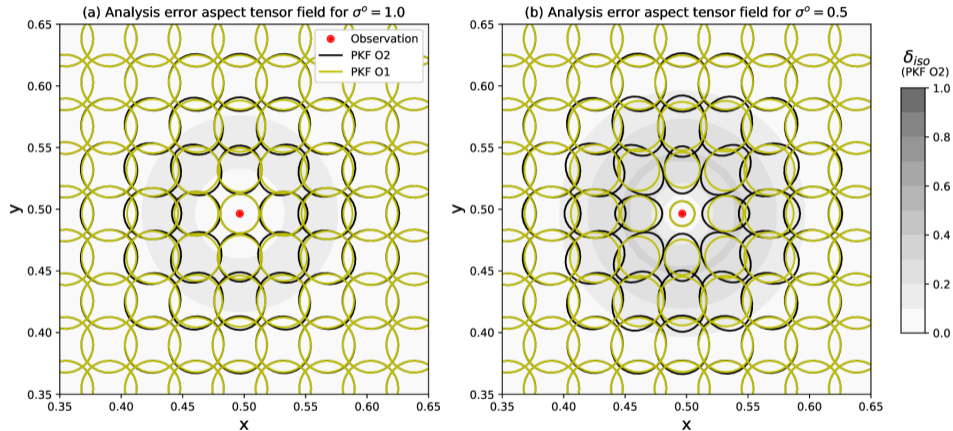 (a) Analysis error aspect tensor field for σᵒ = 1.0
0.65
0.60
0.55
0.50
0.45
0.40
0.35
y
0.35 0.40 0.45 0.50 0.55 0.60 0.65
x
Observation
PKF O2
PKF O1
(b) Analysis error aspect tensor field for σᵒ = 0.5
0.65
0.60
0.55
0.50
0.45
0.40
0.35
y
0.35 0.40 0.45 0.50 0.55 0.60 0.65
x
δiso
(PKF O2)
1.0
0.8
0.6
0.4
0.2
0.0